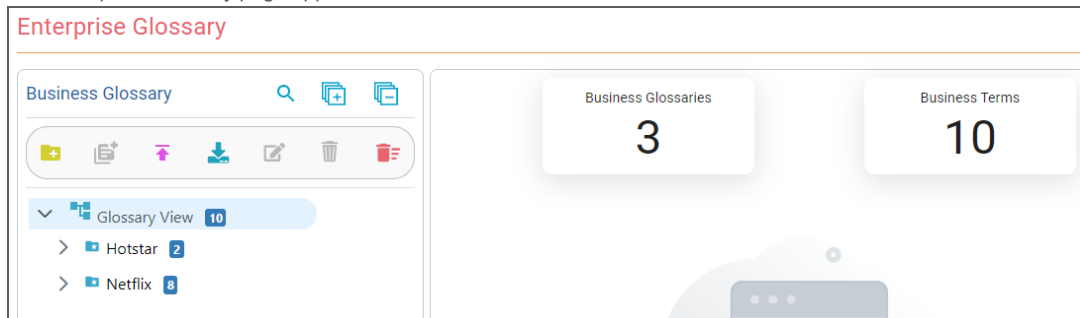 Enterprise Glossary
Business Glossary
Business Glossaries
3
Business Terms
10
Glossary View 10
Hotstar 2
Netflix 8